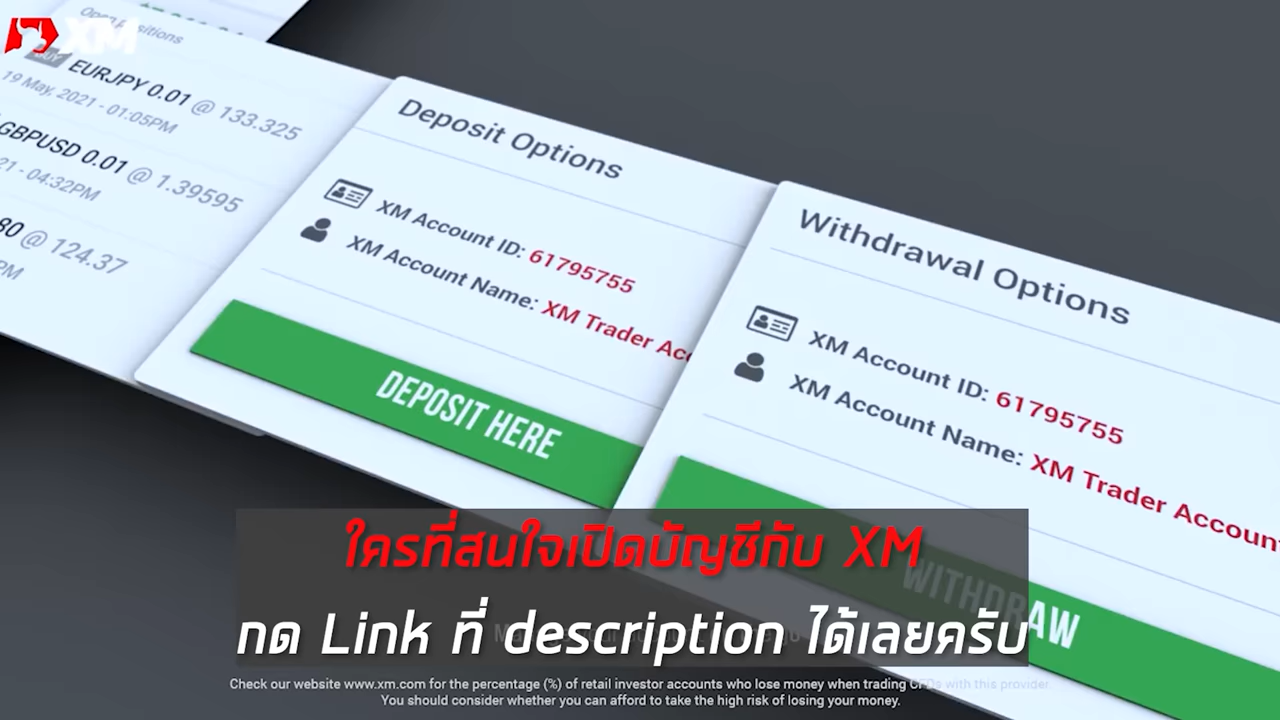 XM
Open Positions
BUY EURJPY 0.01 @ 133.325
19 May, 2021 - 01:05PM
GBPUSD 0.01 @ 1.39595
21 - 04:32PM
80 @ 124.37
PM
Deposit Options
XM Account ID: 61795755
XM Account Name: XM Trader Acc
DEPOSIT HERE
Withdrawal Options
XM Account ID: 61795755
XM Account Name: XM Trader Account
WITHDRAW
ใครที่สนใจเปิดบัญชีกับ XM
กด Link ที่ description ได้เลยครับ
Check our website www.xm.com for the percentage (%) of retail investor accounts who lose money when trading CFDs with this provider.
You should consider whether you can afford to take the high risk of losing your money.